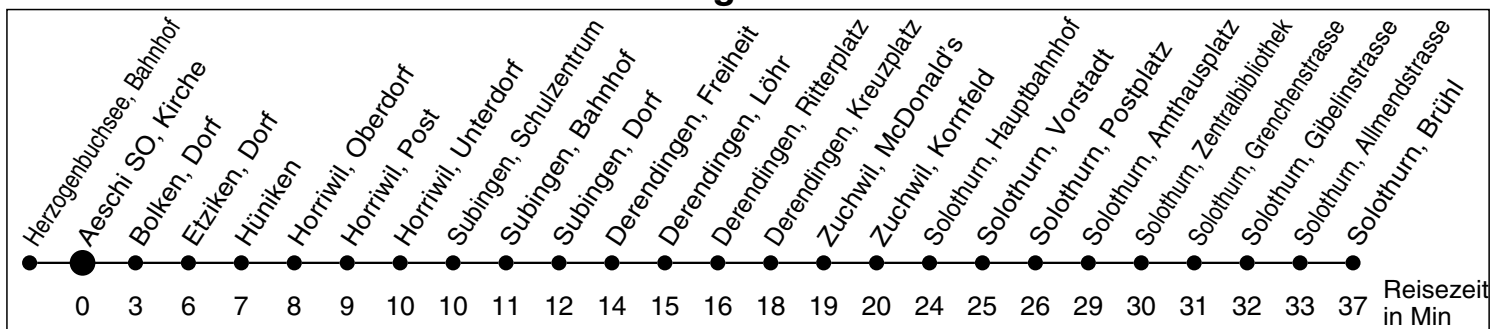 Herzogenbuchsee, Bahnhof
Aeschi SO, Kirche
Bolken, Dorf
Etziken, Dorf
Hüniken
Horriwil, Oberdorf
Horriwil, Post
Horriwil, Unterdorf
Subingen, Schulzentrum
Subingen, Bahnhof
Subingen, Dorf
Derendingen, Freiheit
Derendingen, Löhr
Derendingen, Ritterplatz
Derendingen, Kreuzplatz
Zuchwil, McDonald's
Zuchwil, Kornfeld
Solothurn, Hauptbahnhof
Solothurn, Vorstadt
Solothurn, Postplatz
Solothurn, Amthausplatz
Solothurn, Zentralbibliothek
Solothurn, Grenchenstrasse
Solothurn, Gibelinstrasse
Solothurn, Allmendstrasse
Solothurn, Brühl
0 3 6 7 8 9 10 10 11 12 14 15 16 18 19 20 24 25 26 29 30 31 32 33 37
Reisezeit
in Min